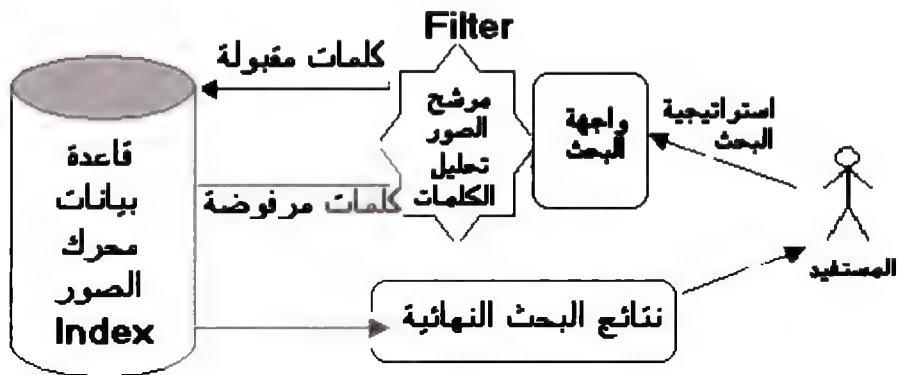 Filter
كلمات مقبولة
مرشح
الصور
تحليل
الكلمات
واجهة
البحث
استراتيجية
البحث
قاعدة
بيانات
محرك
الصور
Index
كلمات مرفوضة
المستفيد
نتائج البحث النهائية